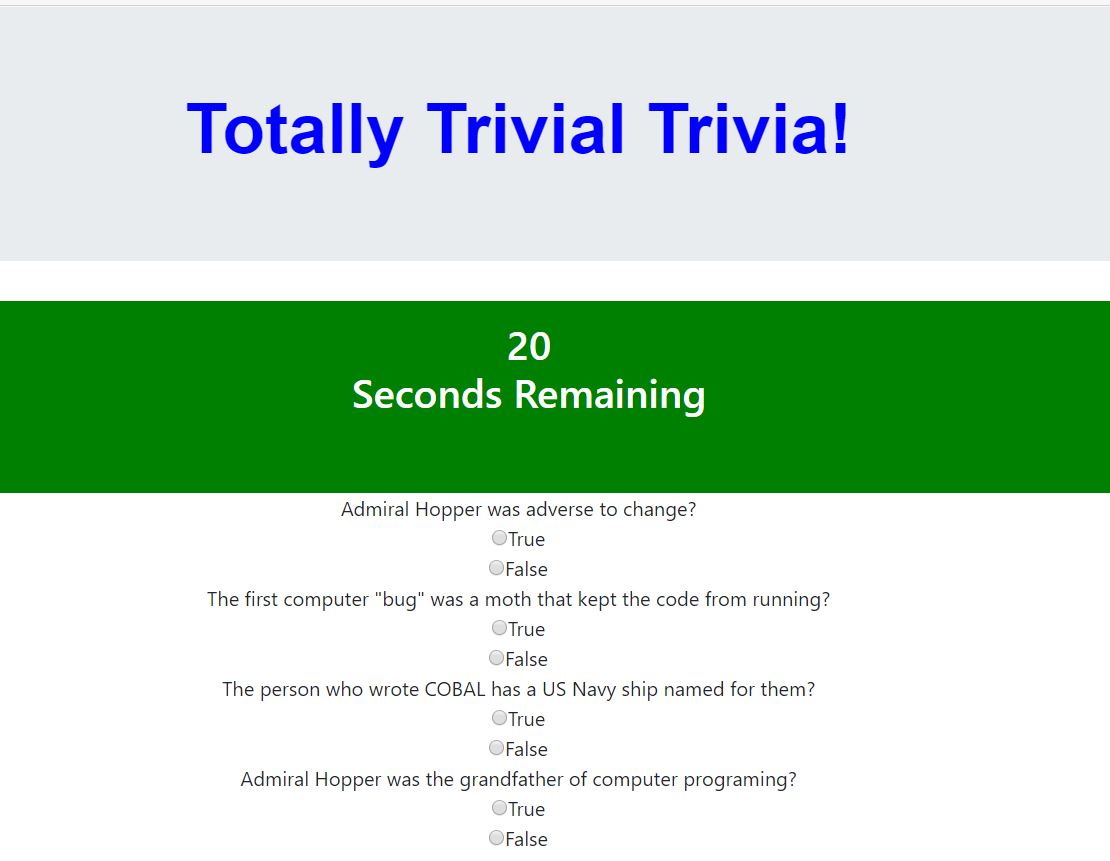 Totally Trivial Trivia!
20
Seconds Remaining
Admiral Hopper was adverse to change?
True
False
The first computer "bug" was a moth that kept the code from running?
True
False
The person who wrote COBAL has a US Navy ship named for them?
True
False
Admiral Hopper was the grandfather of computer programing?
True
False